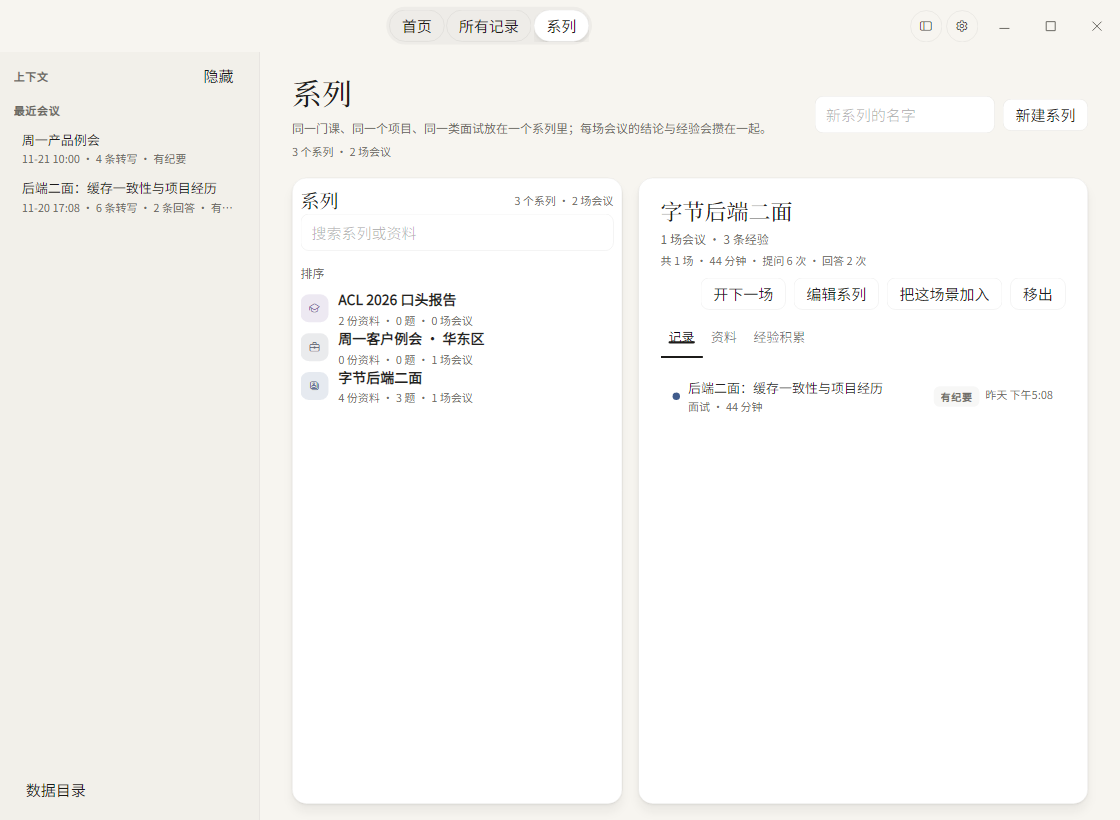 首页 所有记录 系列
上下文 隐藏
最近会议
周一产品例会
11-21 10:00 · 4 条转写 · 有纪要
后端二面：缓存一致性与项目经历
11-20 17:08 · 6 条转写 · 2 条回答 · 有…
数据目录
系列
同一门课、同一个项目、同一类面试放在一个系列里；每场会议的结论与经验会攒在一起。
3 个系列 · 2 场会议
新系列的名字 新建系列
系列 3 个系列 · 2 场会议
搜索系列或资料
排序
ACL 2026 口头报告
2 份资料 · 0 题 · 0 场会议
周一客户例会 · 华东区
0 份资料 · 0 题 · 1 场会议
字节后端二面
4 份资料 · 3 题 · 1 场会议
字节后端二面
1 场会议 · 3 条经验
共 1 场 · 44 分钟 · 提问 6 次 · 回答 2 次
开下一场 编辑系列 把这场加入 移出
记录 资料 经验积累
后端二面：缓存一致性与项目经历
面试 · 44 分钟
有纪要 昨天 下午5:08